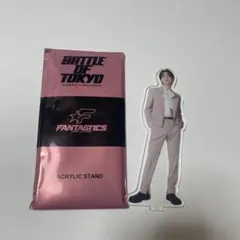 BATTLE
OF
TOKYO
FANTASTICS
ACRYLIC STAND